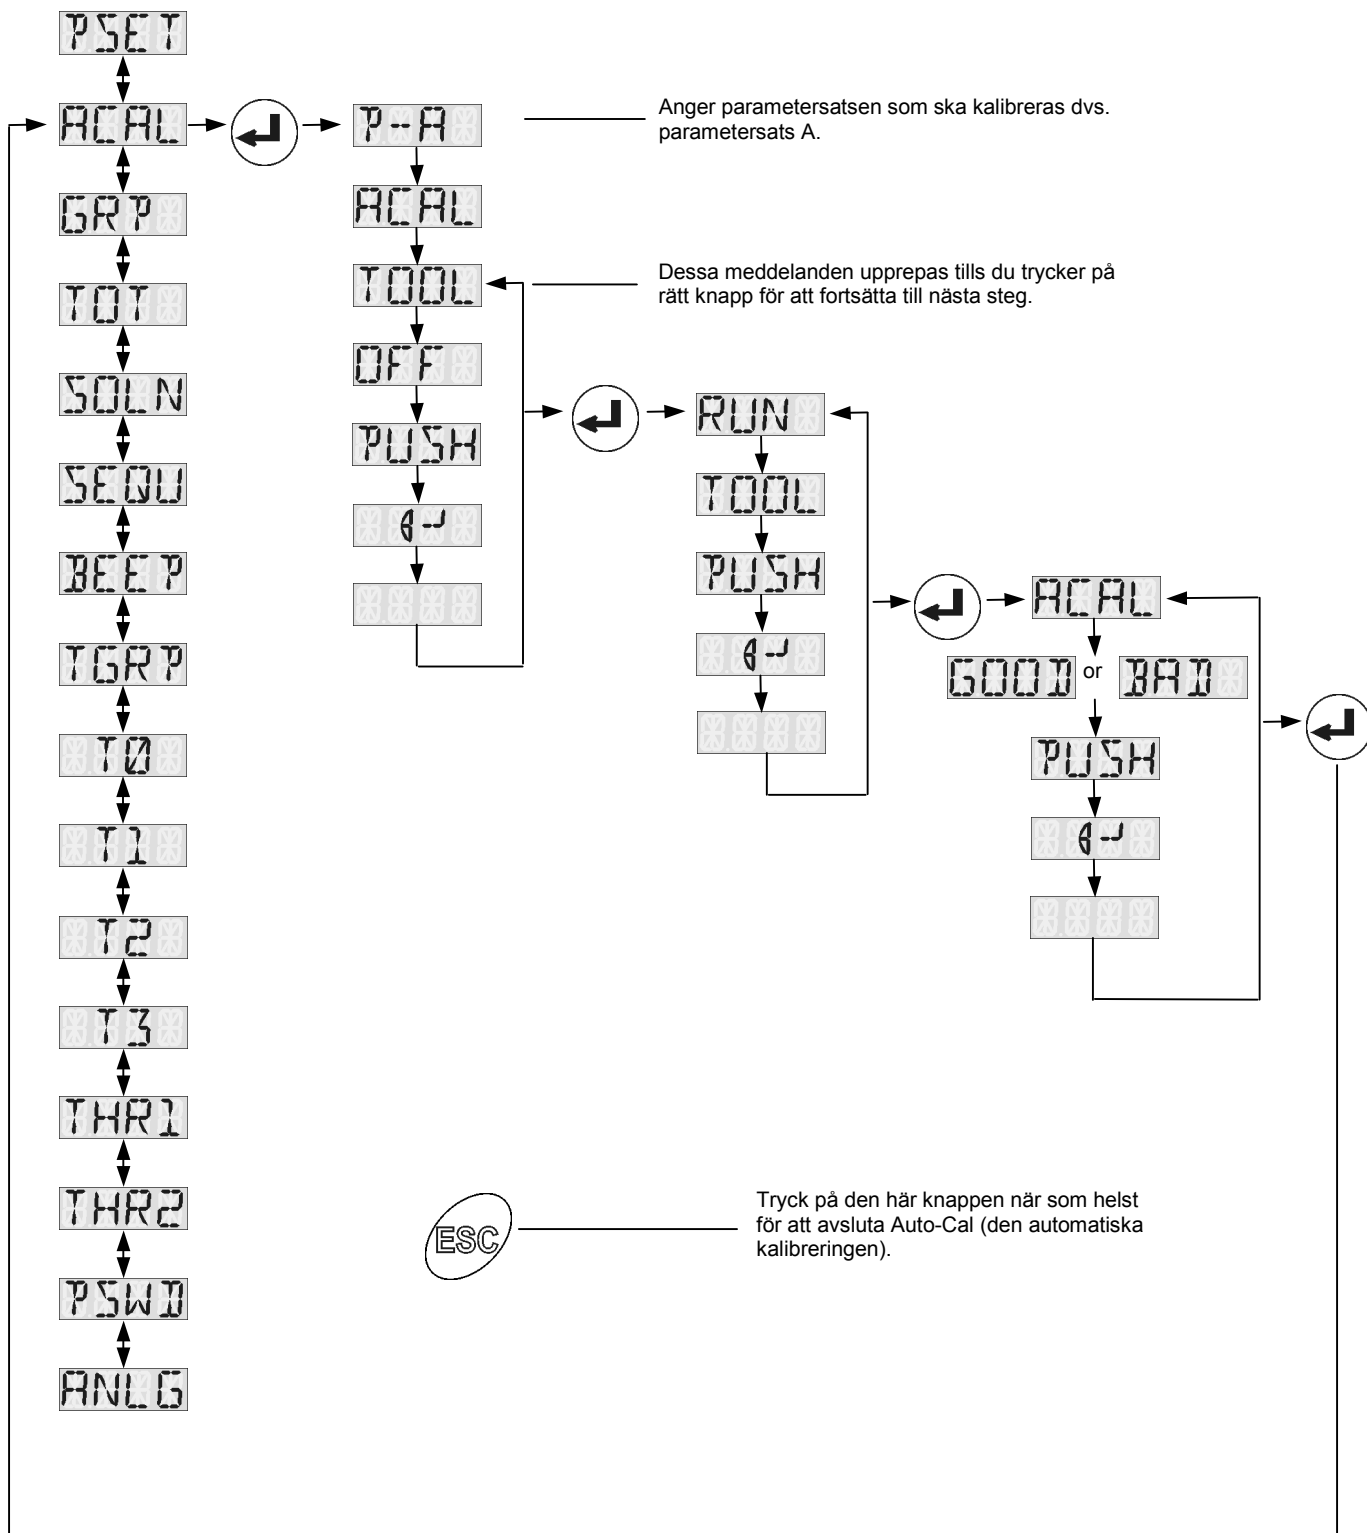 PSET
ACAL
GRP
TOT
SOLN
SEQU
BEEP
TGRP
T0
T1
T2
T3
THR1
THR2
PSWD
ANLG
P-A
ACAL
TOOL
OFF
PUSH
Anger parametersatsen som ska kalibreras dvs.
parametersats A.
Dessa meddelanden upprepas tills du trycker på
rätt knapp för att fortsätta till nästa steg.
RUN
TOOL
PUSH
ACAL
GOOD or BAD
PUSH
ESC
Tryck på den här knappen när som helst
för att avsluta Auto-Cal (den automatiska
kalibreringen).